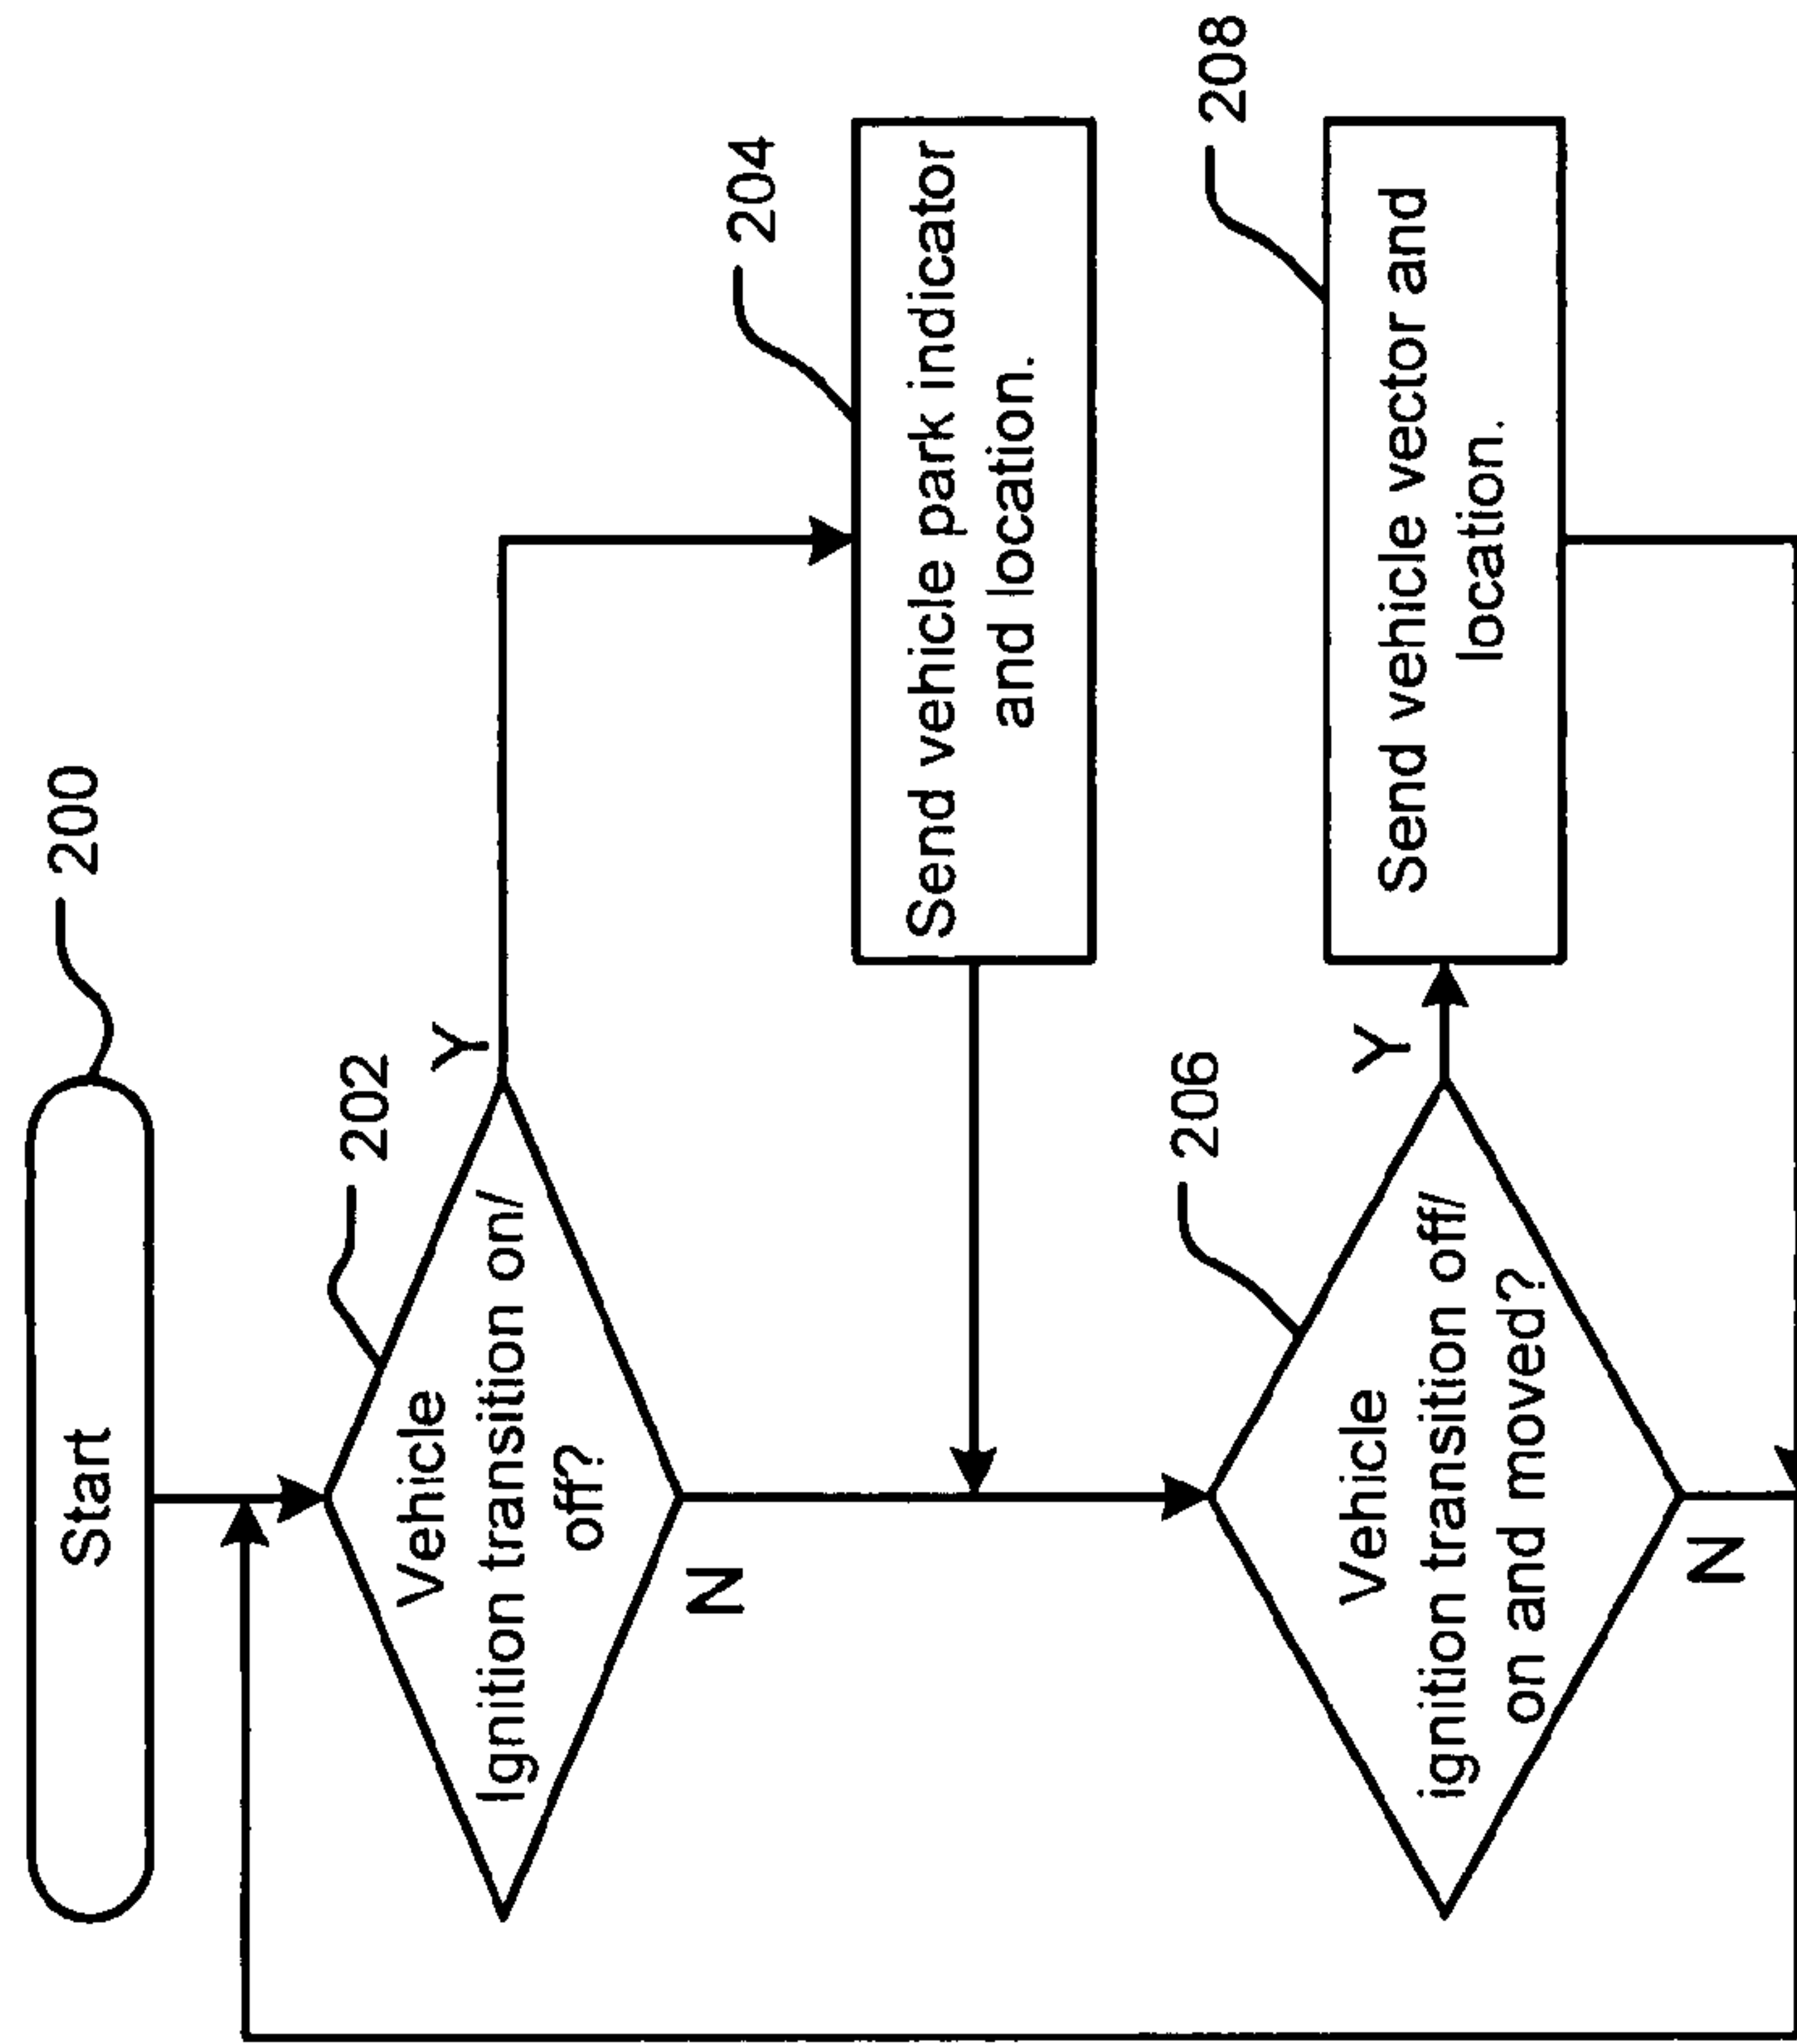 Start
200
Vehicle
Ignition transition on/
off?
202
Y
N
Send vehicle park indicator
and location.
204
Vehicle
ignition transition off/
on and moved?
206
Y
N
Send vehicle vector and
location.
208